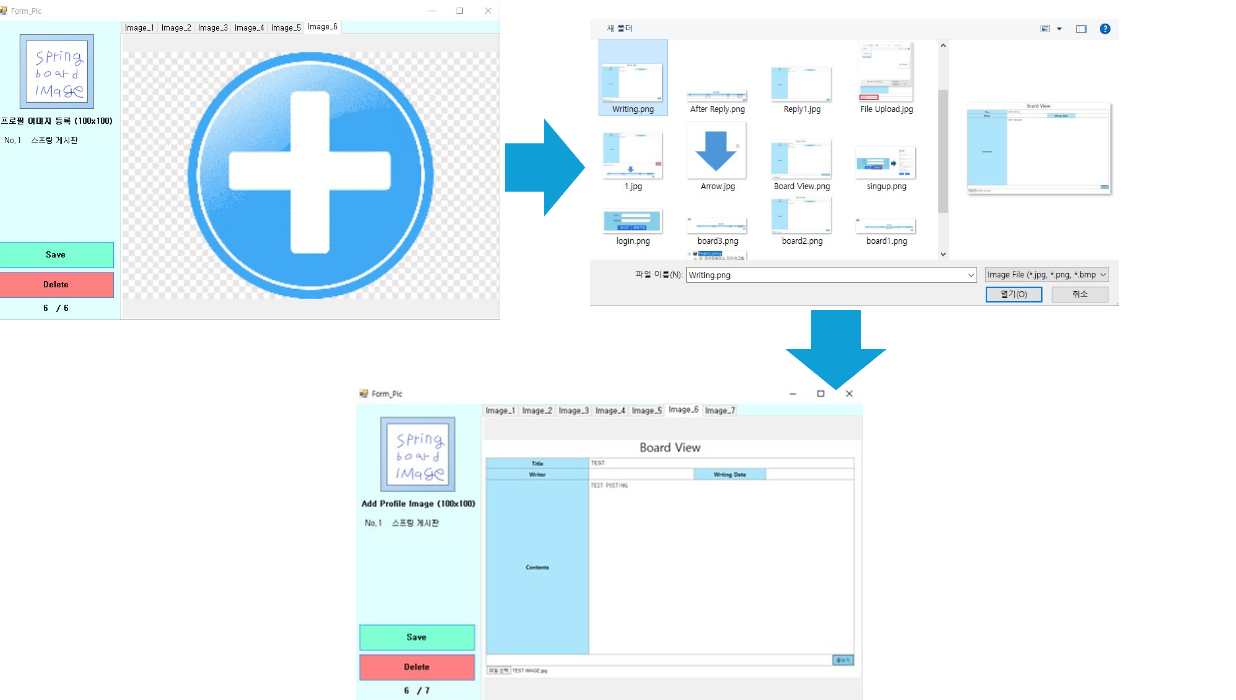 Form_Pic
Image_1 Image_2 Image_3 Image_4 Image_5 Image_6
Spring
board
IMage
프로필 이미지 등록 (100x100)
No.1 스프링 게시판
Save
Delete
6 / 6
새 폴더
Writing.png After Reply.png Reply1.jpg File Upload.jpg
1.jpg Arrow.jpg Board View.png singup.png
login.png board3.png board2.png board1.png
Board View
파일 이름(N): Writing.png Image File (*.jpg, *.png, *.bmp
열기(O) 취소
Form_Pic
Image_1 Image_2 Image_3 Image_4 Image_5 Image_6 Image_7
Spring
board
IMage
Add Profile Image (100x100)
No.1 스프링 게시판
Save
Delete
6 / 7
Board View
Title TEST
Writer Writing Date
TEST POSTING
Contents
파일 선택 TEST IMAGE.jpg